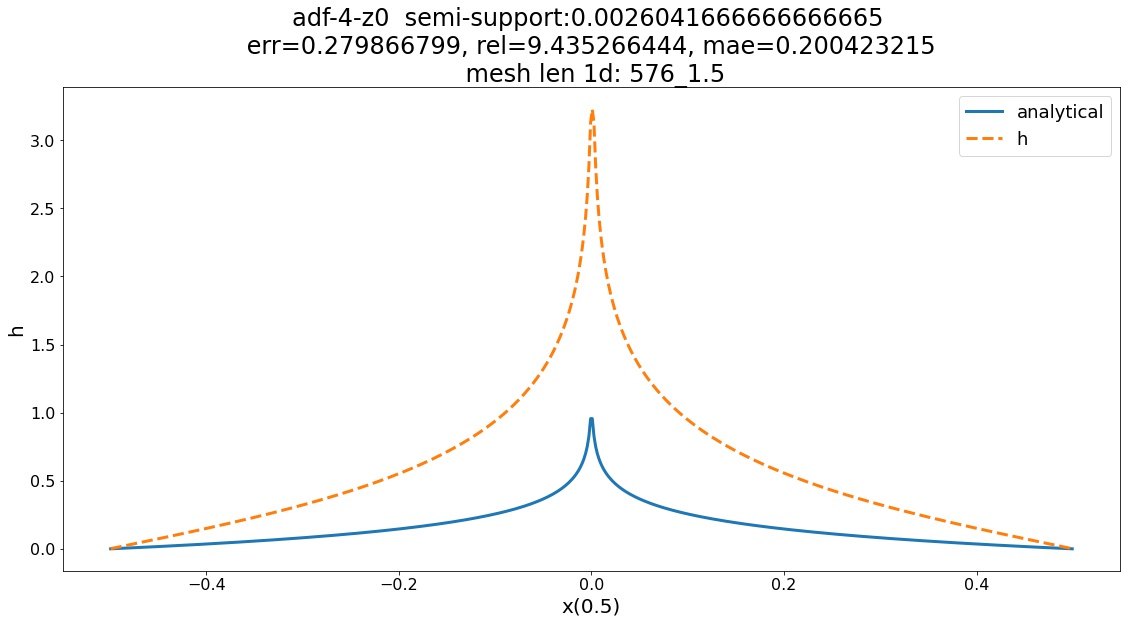 adf-4-z0  semi-support:0.0026041666666666665
err=0.279866799, rel=9.435266444, mae=0.200423215
mesh len 1d: 576_1.5
analytical
h
3.0
2.5
2.0
1.5
1.0
0.5
0.0
h
−0.4
−0.2
0.0
0.2
0.4
x(0.5)